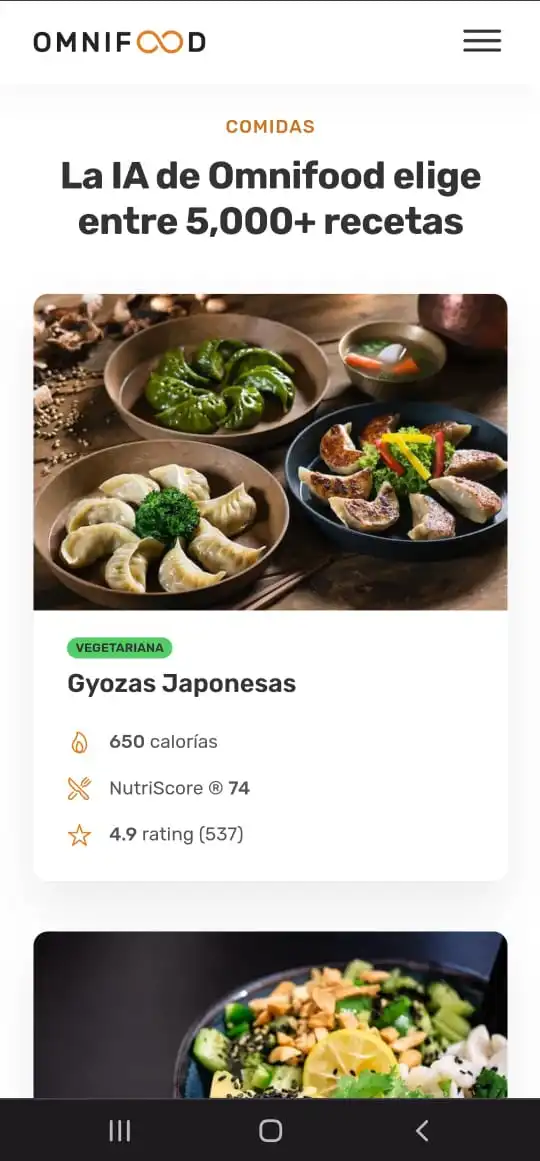 OMNIFOOD
COMIDAS
La IA de Omnifood elige
entre 5,000+ recetas
VEGETARIANA
Gyozas Japonesas
650 calorías
NutriScore ® 74
4.9 rating (537)